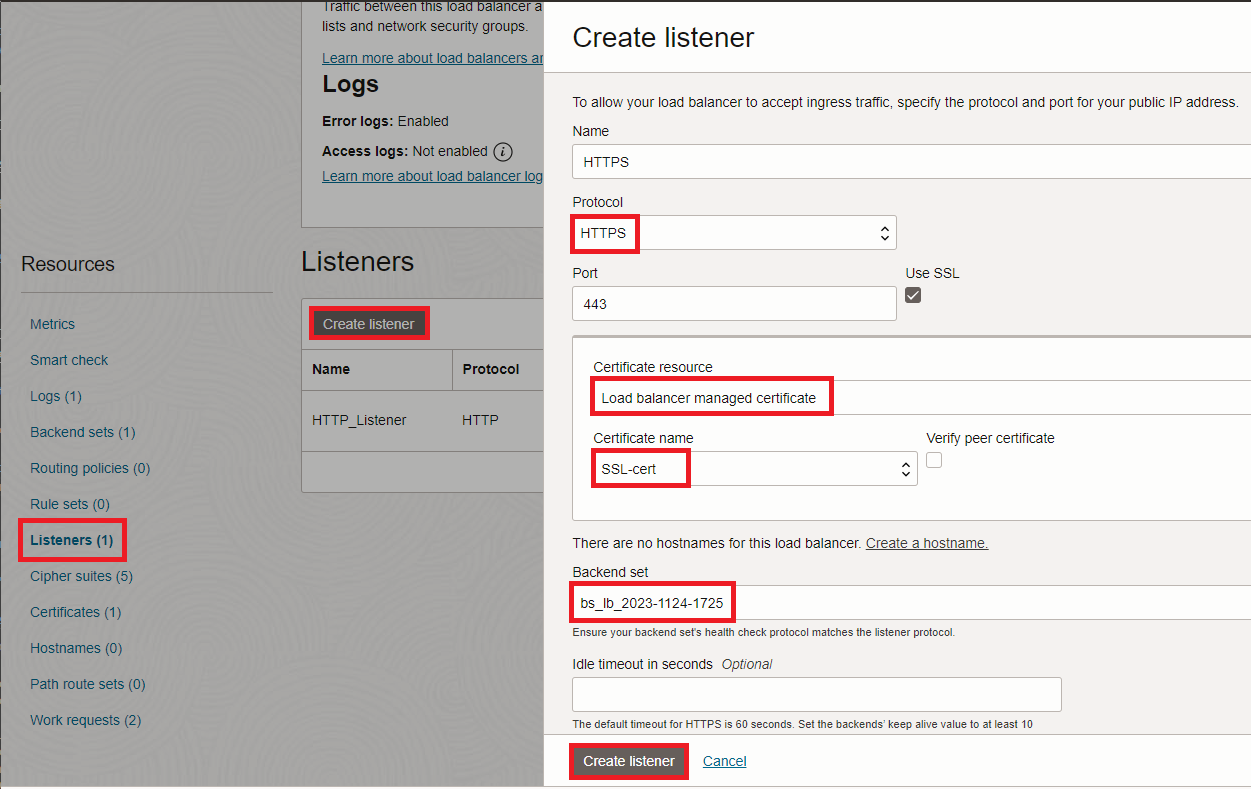 Traffic between this load balancer a
lists and network security groups.
Learn more about load balancers an
Logs
Error logs: Enabled
Access logs: Not enabled
Learn more about load balancer log
Resources
Metrics
Smart check
Logs (1)
Backend sets (1)
Routing policies (0)
Rule sets (0)
Listeners (1)
Cipher suites (5)
Certificates (1)
Hostnames (0)
Path route sets (0)
Work requests (2)
Listeners
Create listener
Name Protocol
HTTP_Listener HTTP
Create listener
To allow your load balancer to accept ingress traffic, specify the protocol and port for your public IP address.
Name
HTTPS
Protocol
HTTPS
Port Use SSL
443
Certificate resource
Load balancer managed certificate
Certificate name Verify peer certificate
SSL-cert
There are no hostnames for this load balancer. Create a hostname.
Backend set
bs_lb_2023-1124-1725
Ensure your backend set's health check protocol matches the listener protocol.
Idle timeout in seconds Optional
The default timeout for HTTPS is 60 seconds. Set the backends' keep alive value to at least 10
Create listener Cancel